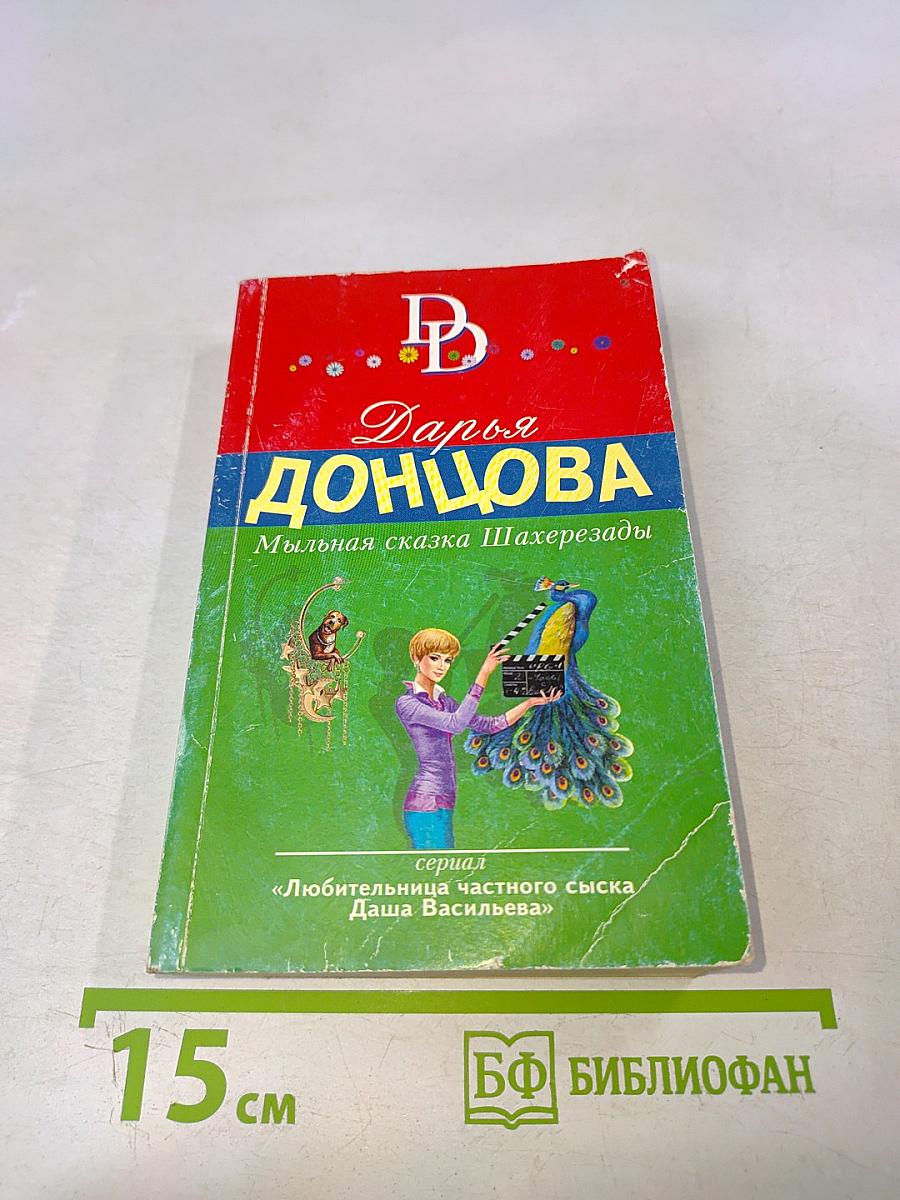 DD
Дарья
ДОНЦОВА
Мыльная сказка Шахерезады
сериал
«Любительница частного сыска
Даша Васильева»
15 см
БФ БИБЛИОФАН